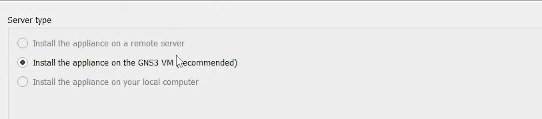 Server type
Install the appliance on a remote server
Install the appliance on the GNS3 VM (recommended)
Install the appliance on your local computer